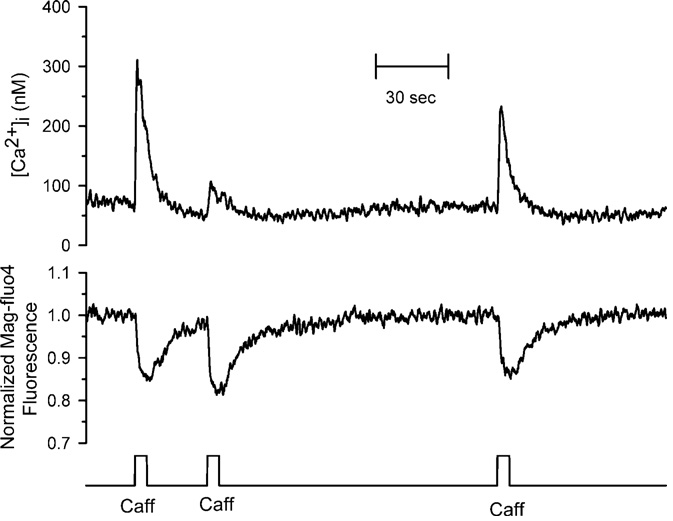 400
300
200
100
0
[Ca2+]i (nM)
30 sec
1.1
1.0
0.9
0.8
0.7
Normalized Mag-fluo4
Fluorescence
Caff
Caff
Caff